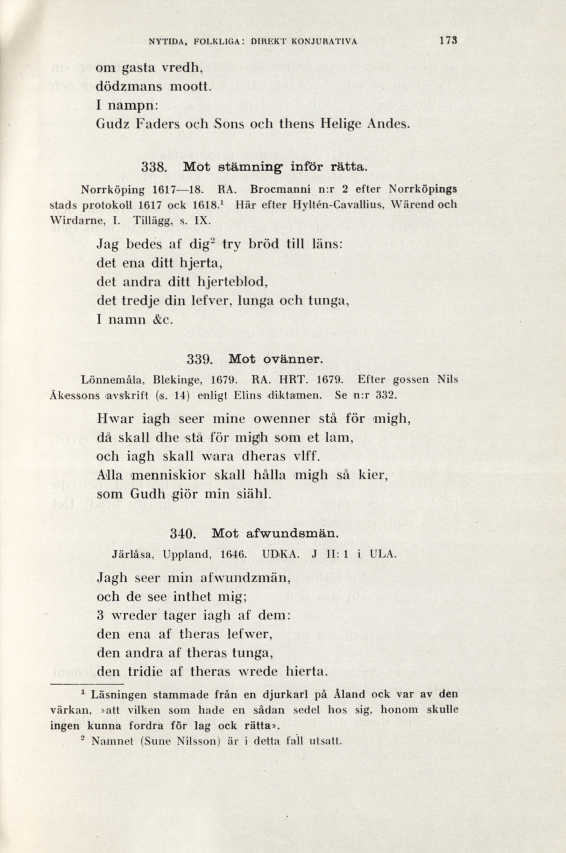 NYTIDA, FOLKLIGA: DIREKT KONJURATIVA 173
om gasta vredh,
dödzmans moott.
I nampn:
Gudz Faders och Sons och thens Helige Andes.
338. Mot stämning inför rätta.
Norrköping 1617—18. RA. Brocmanni n:r 2 efter Norrköpings
stads protokoll 1617 ock 1618.¹ Här efter Hyltén-Cavallius, Wärend och
Wirdarne, I. Tillägg, s. IX.
Jag bedes af dig² try bröd till läns:
det ena ditt hjerta,
det andra ditt hjerteblod,
det tredje din lefver, lunga och tunga,
I namn &c.
339. Mot ovänner.
Lönnemåla, Blekinge, 1679. RA. HRT. 1679. Efter gossen Nils
Åkessons avskrift (s. 14) enligt Elins diktamen. Se n:r 332.
Hwar iagh seer mine owenner stå för migh,
då skall dhe stå för migh som et lam,
och iagh skall wara dheras vlff.
Alla menniskior skall hålla migh så kier,
som Gudh giör min siähl.
340. Mot afwundsmän.
Järlåsa, Uppland, 1646. UDKA. J II: 1 i ULA.
Jagh seer min afwundzmän,
och de see inthet mig;
3 wreder tager iagh af dem:
den ena af theras lefwer,
den andra af theras tunga,
den tridie af theras wrede hierta.
¹ Läsningen stammade från en djurkarl på Åland ock var av den
värkan, »att vilken som hade en sådan sedel hos sig, honom skulle
ingen kunna fordra för lag ock rätta».
² Namnet (Sune Nilsson) är i detta fall utsatt.